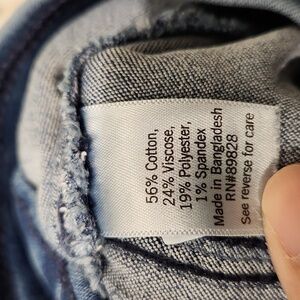 56% Cotton,
24% Viscose,
19% Polyester,
1% Spandex
Made in Bangladesh
RN#89828
See reverse for care